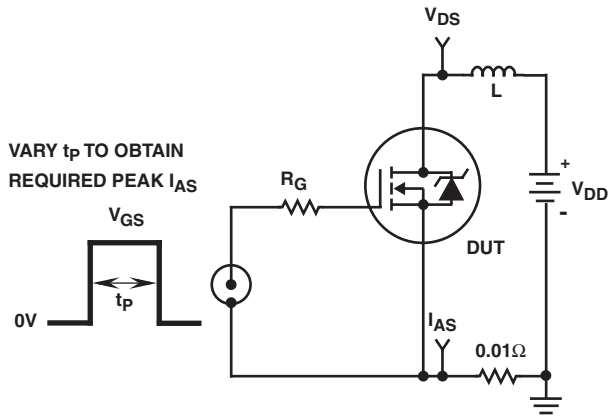 V_DS
L
VARY t_P TO OBTAIN
REQUIRED PEAK I_AS
R_G
+
V_DD
-
V_GS
DUT
t_P
0V
I_AS
0.01Ω